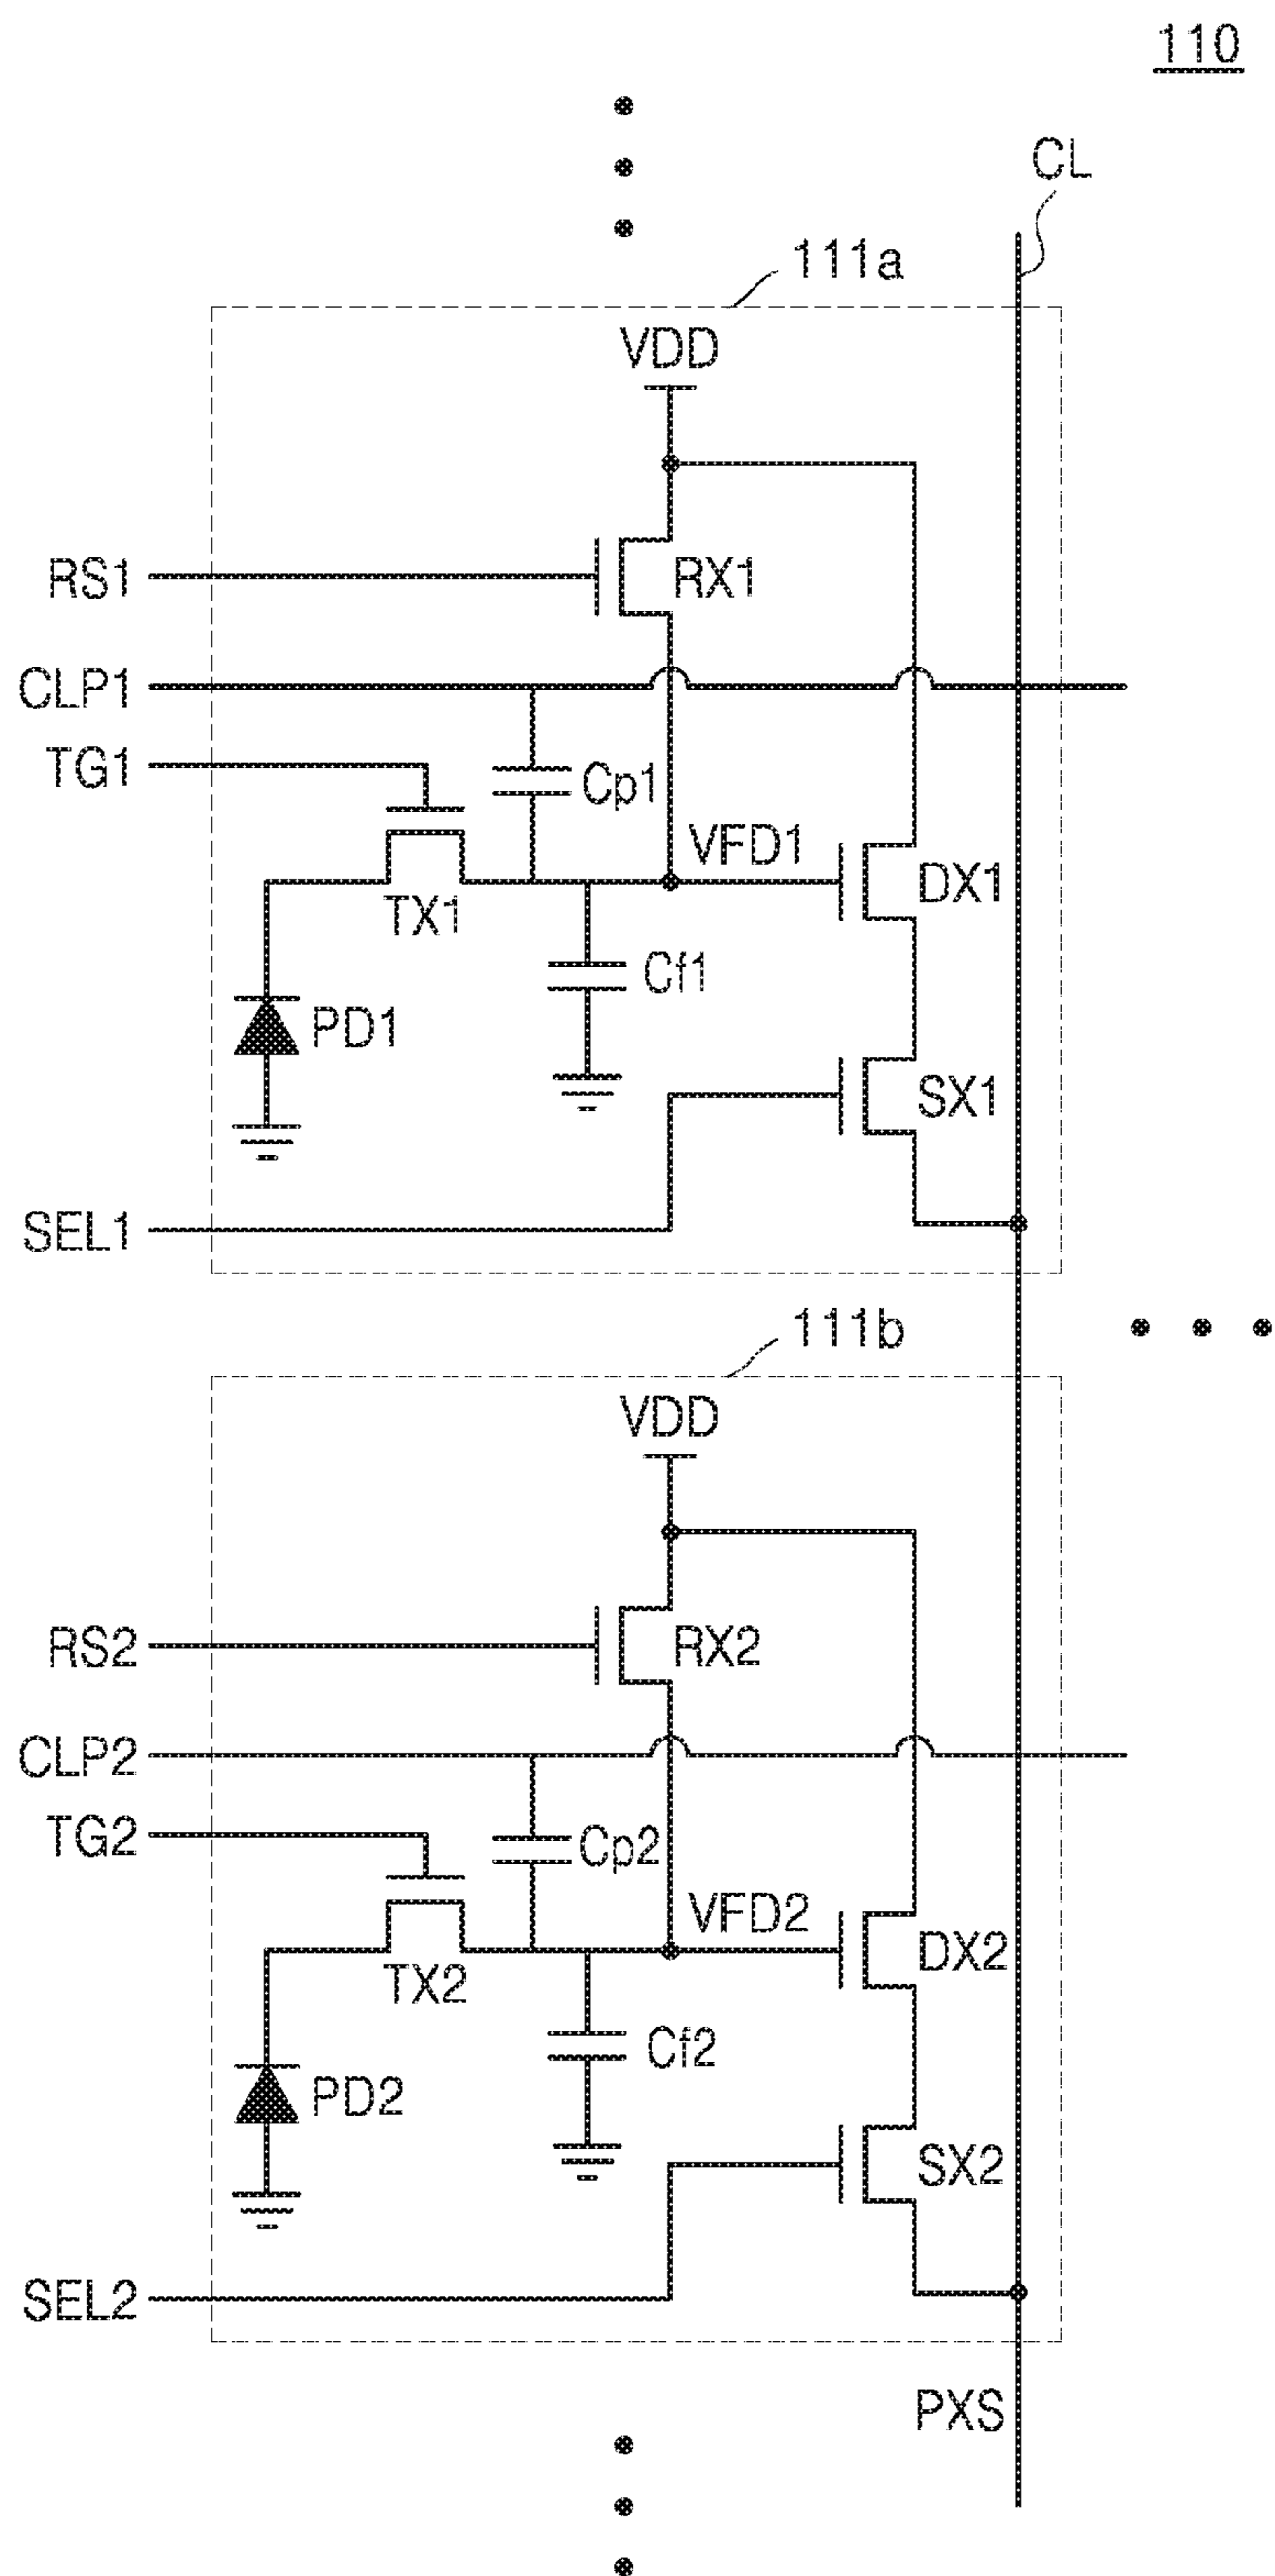 110
CL
111a
VDD
RS1
RX1
CLP1
TG1
Cp1
VFD1
DX1
TX1
Cf1
PD1
SX1
SEL1
111b
VDD
RS2
RX2
CLP2
TG2
Cp2
VFD2
DX2
TX2
Cf2
PD2
SX2
SEL2
PXS